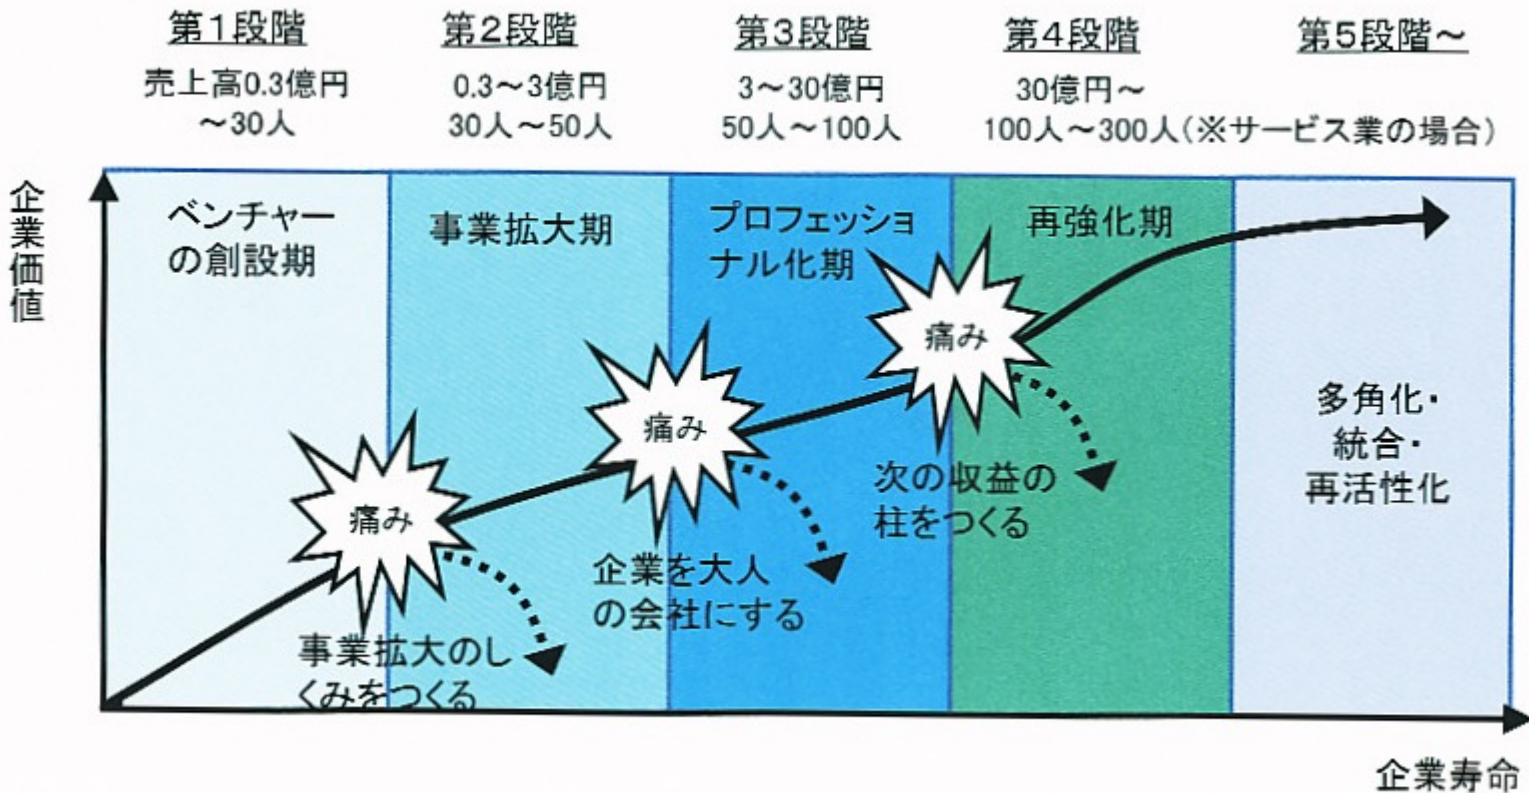 第1段階
売上高0.3億円
～30人
第2段階
0.3～3億円
30人～50人
第3段階
3～30億円
50人～100人
第4段階
30億円～
100人～300人(※サービス業の場合)
第5段階～
企業価値
ベンチャー
の創設期
事業拡大期
プロフェッショ
ナル化期
再強化期
痛み
痛み
痛み
多角化・
統合・
再活性化
次の収益の
柱をつくる
企業を大人
の会社にする
事業拡大のし
くみをつくる
企業寿命